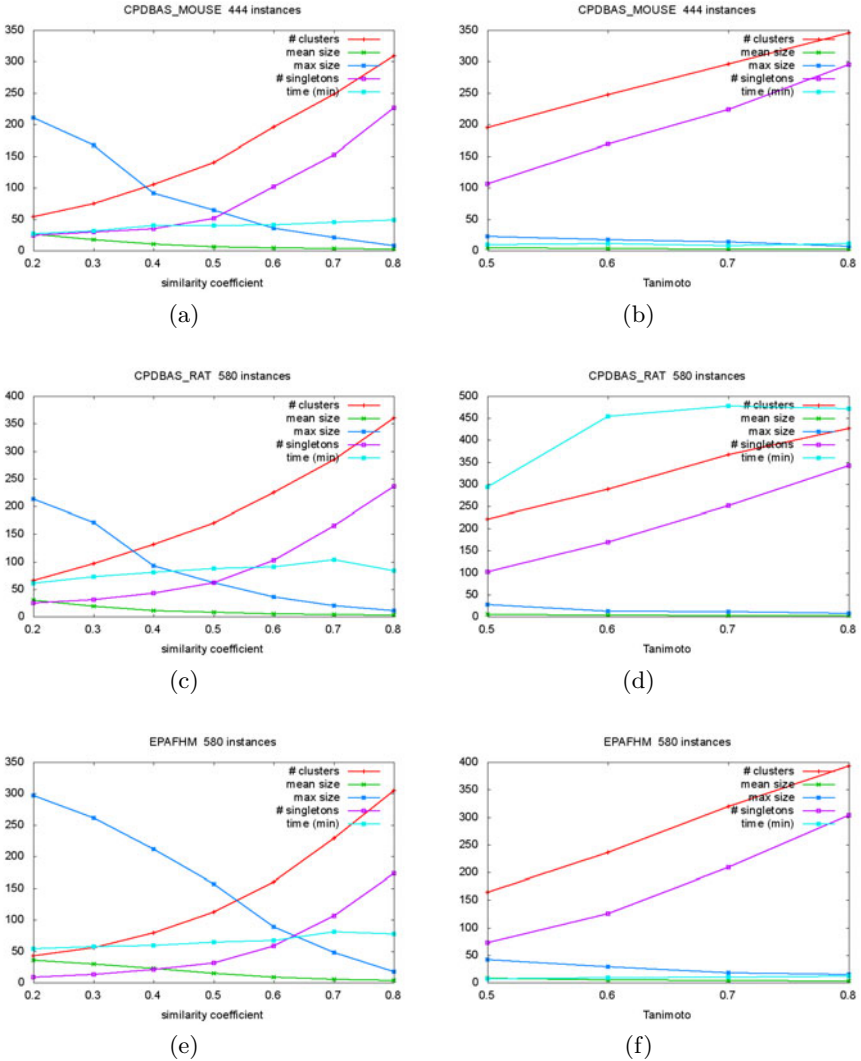 CPDBAS_MOUSE 444 instances
350
300
250
200
150
100
50
0
# clusters
mean size
max size
# singletons
time (min)
0.2 0.3 0.4 0.5 0.6 0.7 0.8
similarity coefficient
(a)
CPDBAS_MOUSE 444 instances
350
300
250
200
150
100
50
0
# clusters
mean size
max size
# singletons
time (min)
0.5 0.6 0.7 0.8
Tanimoto
(b)
CPDBAS_RAT 580 instances
400
350
300
250
200
150
100
50
0
# clusters
mean size
max size
# singletons
time (min)
0.2 0.3 0.4 0.5 0.6 0.7 0.8
similarity coefficient
(c)
CPDBAS_RAT 580 instances
500
450
400
350
300
250
200
150
100
50
0
# clusters
mean size
max size
# singletons
time (min)
0.5 0.6 0.7 0.8
Tanimoto
(d)
EPAFHM 580 instances
350
300
250
200
150
100
50
0
# clusters
mean size
max size
# singletons
time (min)
0.2 0.3 0.4 0.5 0.6 0.7 0.8
similarity coefficient
(e)
EPAFHM 580 instances
400
350
300
250
200
150
100
50
0
# clusters
mean size
max size
# singletons
time (min)
0.5 0.6 0.7 0.8
Tanimoto
(f)